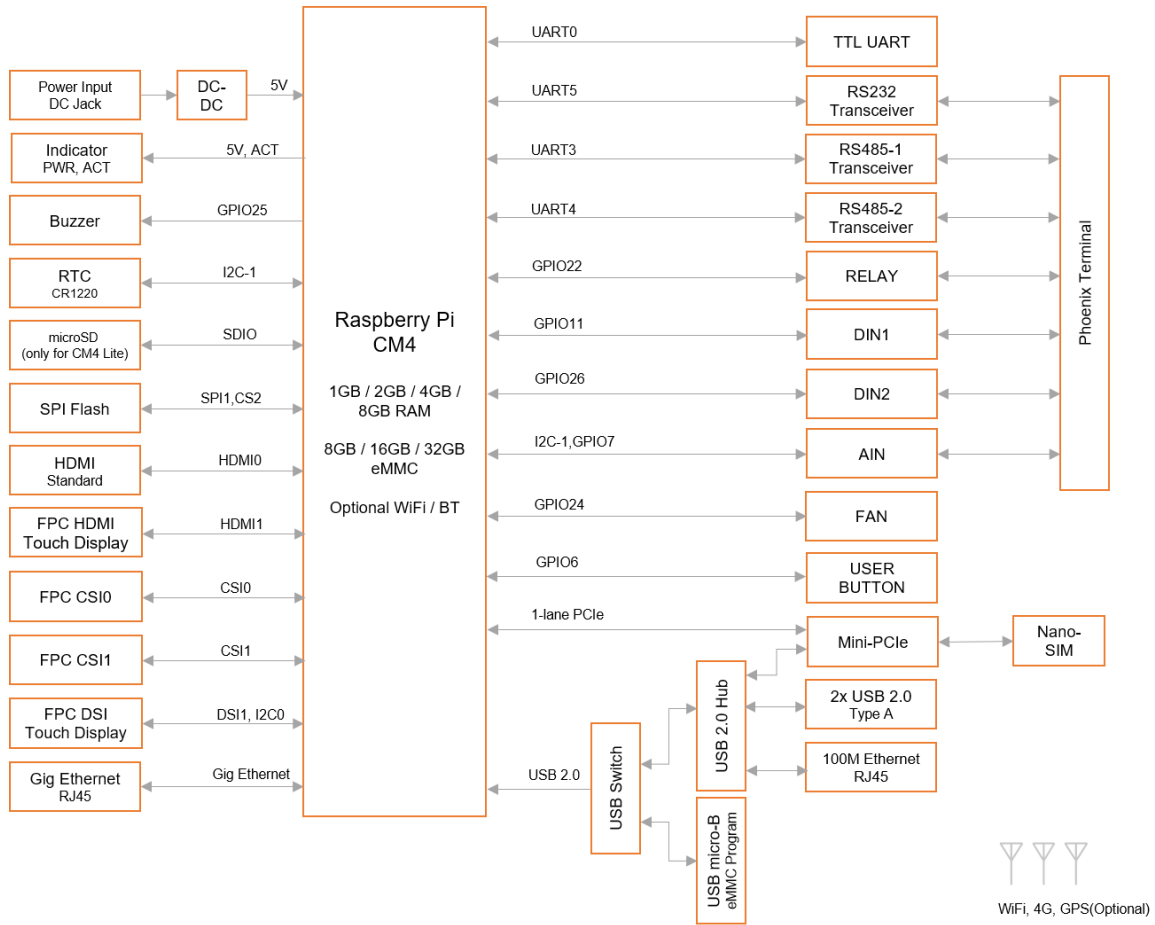 Power Input
DC Jack
DC-
DC
5V
Indicator
PWR, ACT
5V, ACT
Buzzer
GPIO25
RTC
CR1220
I2C-1
microSD
(only for CM4 Lite)
SDIO
SPI Flash
SPI1,CS2
HDMI
Standard
HDMI0
FPC HDMI
Touch Display
HDMI1
FPC CSI0
CSI0
FPC CSI1
CSI1
FPC DSI
Touch Display
DSI1, I2C0
Gig Ethernet
RJ45
Gig Ethernet
Raspberry Pi
CM4
1GB / 2GB / 4GB /
8GB RAM
8GB / 16GB / 32GB
eMMC
Optional WiFi / BT
UART0
TTL UART
UART5
RS232
Transceiver
UART3
RS485-1
Transceiver
UART4
RS485-2
Transceiver
GPIO22
RELAY
GPIO11
DIN1
GPIO26
DIN2
I2C-1,GPIO7
AIN
Phoenix Terminal
GPIO24
FAN
GPIO6
USER
BUTTON
1-lane PCIe
Mini-PCIe
Nano-
SIM
USB 2.0
USB Switch
USB 2.0 Hub
2x USB 2.0
Type A
100M Ethernet
RJ45
USB micro-B
eMMC Program
WiFi, 4G, GPS(Optional)